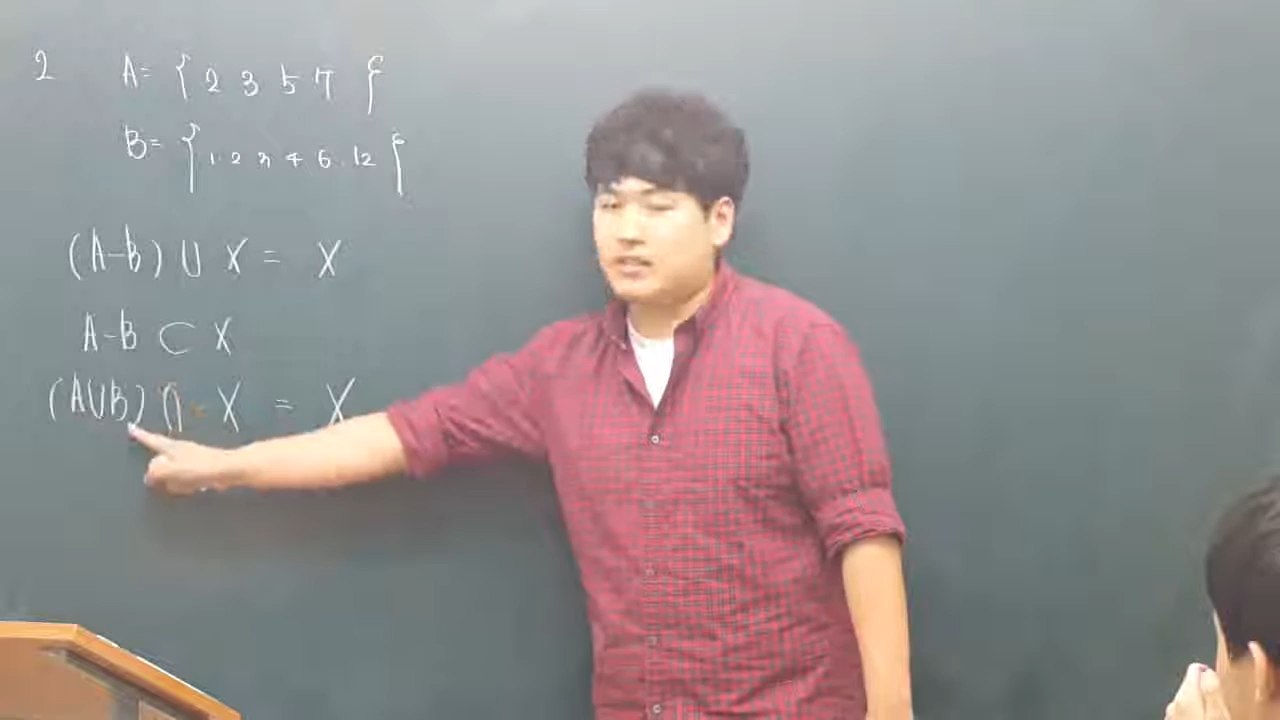 2 A= { 2 3 5 7 }
B= { 1 2 3 4 6 . 12 }
(A-B) ∪ X = X
A-B ⊂ X
(A∪B) ∩ X = X